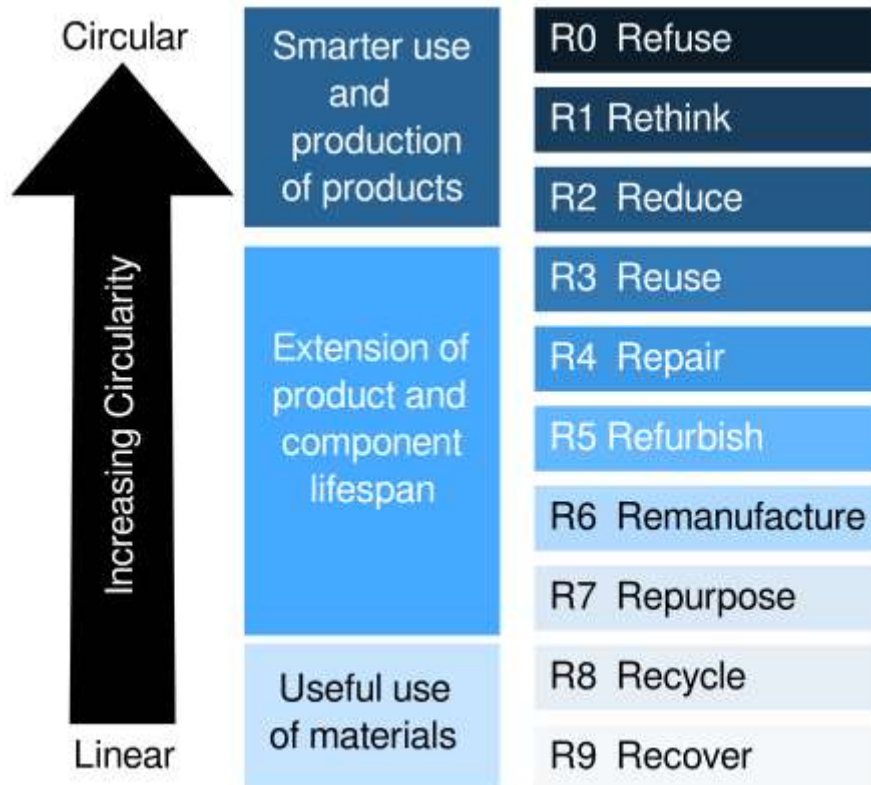 Circular
Increasing Circularity
Linear
Smarter use
and
production
of products
Extension of
product and
component
lifespan
Useful use
of materials
R0 Refuse
R1 Rethink
R2 Reduce
R3 Reuse
R4 Repair
R5 Refurbish
R6 Remanufacture
R7 Repurpose
R8 Recycle
R9 Recover